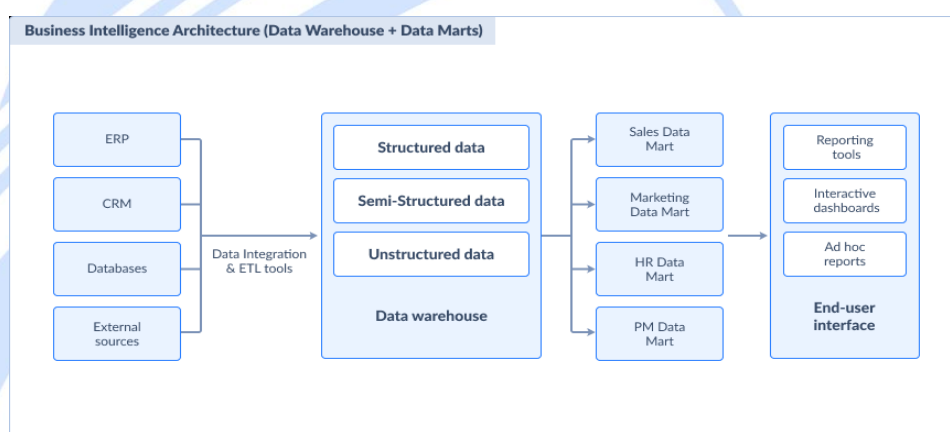 Business Intelligence Architecture (Data Warehouse + Data Marts)
ERP
CRM
Databases
External
sources
Data Integration
& ETL tools
Structured data
Semi-Structured data
Unstructured data
Data warehouse
Sales Data
Mart
Marketing
Data Mart
HR Data
Mart
PM Data
Mart
Reporting
tools
Interactive
dashboards
Ad hoc
reports
End-user
interface